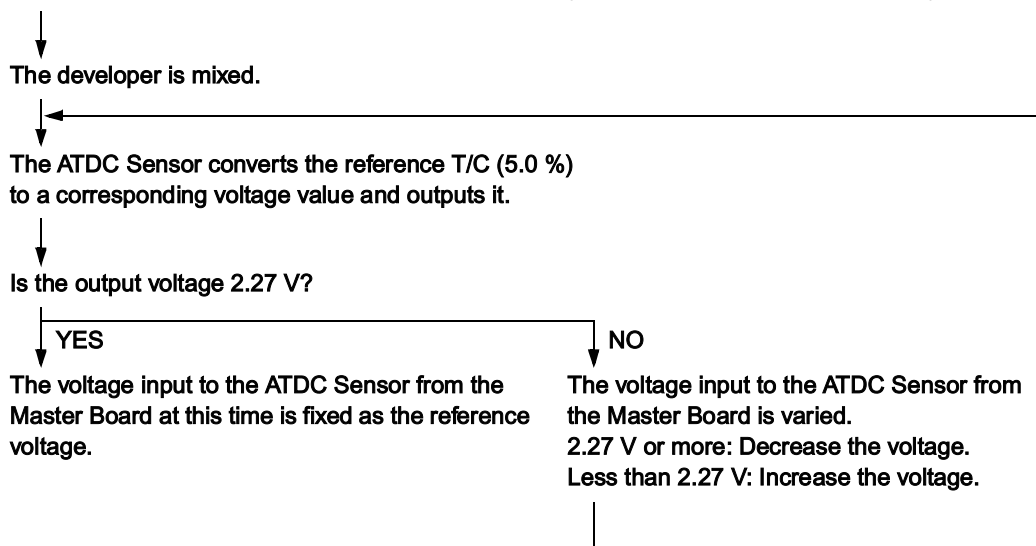 The developer is mixed.
The ATDC Sensor converts the reference T/C (5.0 %)
to a corresponding voltage value and outputs it.
Is the output voltage 2.27 V?
YES
NO
The voltage input to the ATDC Sensor from the
Master Board at this time is fixed as the reference
voltage.
The voltage input to the ATDC Sensor from
the Master Board is varied.
2.27 V or more: Decrease the voltage.
Less than 2.27 V: Increase the voltage.